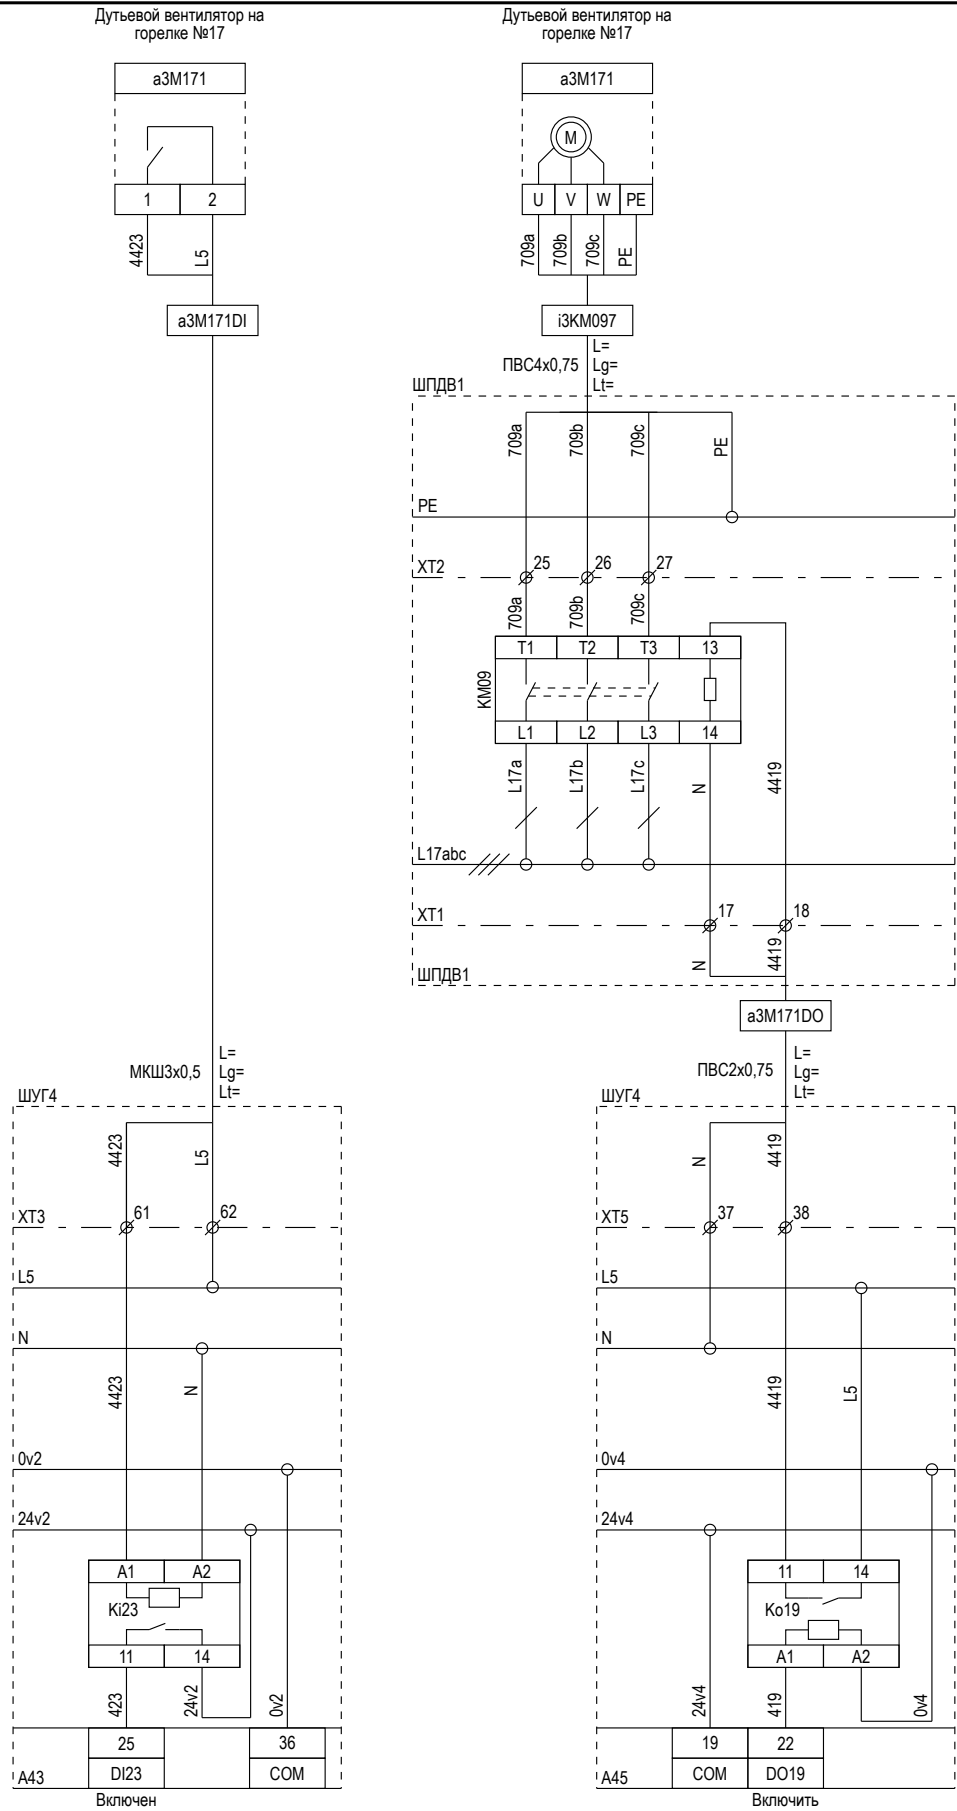 Дутьевой вентилятор на
горелке №17
а3М171
1 2
4423
L5
а3М171DI
МКШ3х0,5
L=
Lg=
Lt=
ШУГ4
4423
L5
XT3
61
62
L5
N
4423
N
0v2
24v2
A1 A2
Ki23
11 14
423
24v2
0v2
25
36
DI23
COM
A43
Включен
Дутьевой вентилятор на
горелке №17
а3М171
M
U V W PE
709a
709b
709c
PE
i3KM097
ПВС4х0,75
L=
Lg=
Lt=
ШПДВ1
709a
709b
709c
PE
PE
XT2
25
26
27
709a
709b
709c
T1 T2 T3 13
KM09
L1 L2 L3 14
L17a
L17b
L17c
N
4419
L17abc
XT1
17
18
N
4419
ШПДВ1
а3М171DO
ПВС2х0,75
L=
Lg=
Lt=
ШУГ4
N
4419
XT5
37
38
L5
N
4419
L5
0v4
24v4
11 14
Ko19
A1 A2
24v4
419
0v4
19 22
COM DO19
A45
Включить